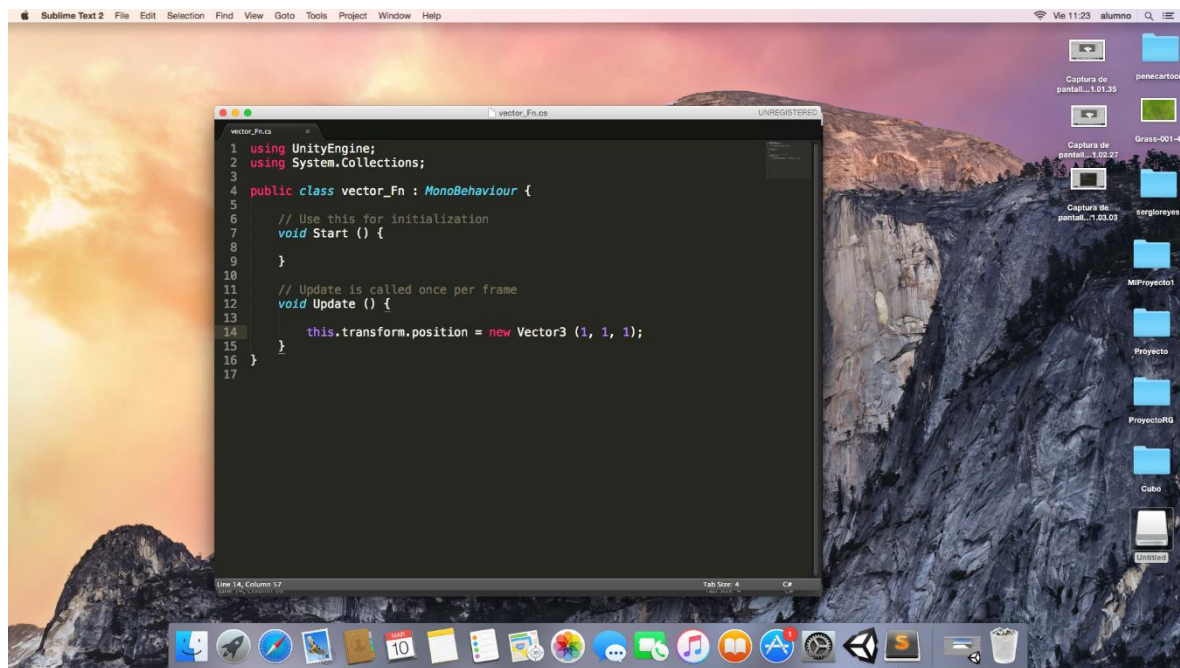 Sublime Text 2 File Edit Selection Find View Goto Tools Project Window Help
Vie 11:23 alumno
Captura de
pantall...1.01.35
penecartoon
Captura de
pantall...1.02.27
Grass-001-4
Captura de
pantall...1.03.03
sergioreyes
MIProyecto1
Proyecto
ProyectoRG
Cubo
Untitled
vector_Fn.cs
UNREGISTERED
vector_Fn.cs ×
1 using UnityEngine;
2 using System.Collections;
3
4 public class vector_Fn : MonoBehaviour {
5
6 // Use this for initialization
7 void Start () {
8
9 }
10
11 // Update is called once per frame
12 void Update () {
13
14 this.transform.position = new Vector3 (1, 1, 1);
15 }
16 }
17
Line 14, Column 57
Tab Size: 4
C#
MAR
10
1
S